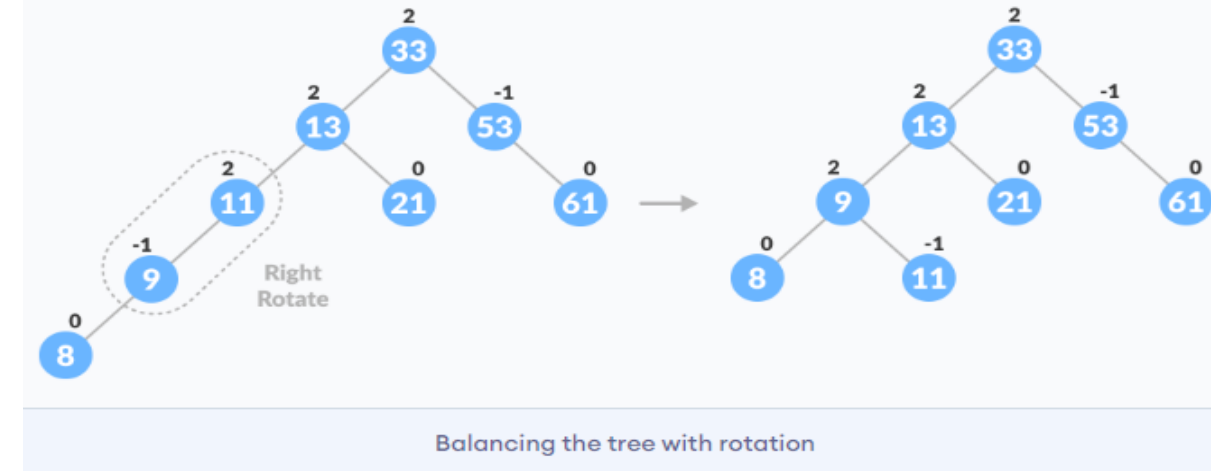 2 2
33 33
2 -1 2 -1
13 53 13 53
2 0 0 2 0 0
11 21 61 9 21 61
-1 0 -1
9 8 11
Right
Rotate
0
8
Balancing the tree with rotation